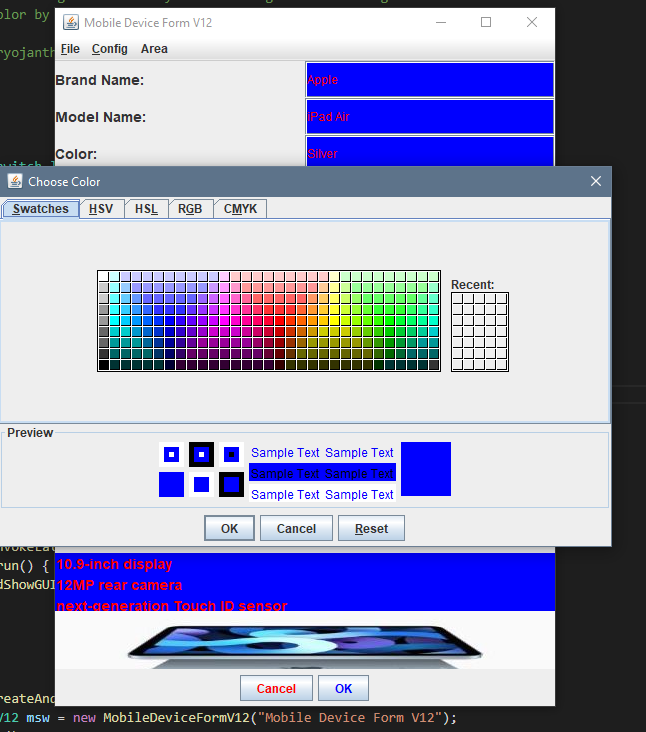 olor by
Mobile Device Form V12
ryojanth
File Config Area
Brand Name: Apple
Model Name: iPad Air
Color: Silver
Choose Color
Swatches HSV HSL RGB CMYK
Recent:
Preview
Sample Text Sample Text
Sample Text Sample Text
Sample Text Sample Text
OK Cancel Reset
run() {
10.9-inch display
dShowGUI
12MP rear camera
next-generation Touch ID sensor
Cancel OK
reateAnd
V12 msw = new MobileDeviceFormV12("Mobile Device Form V12");